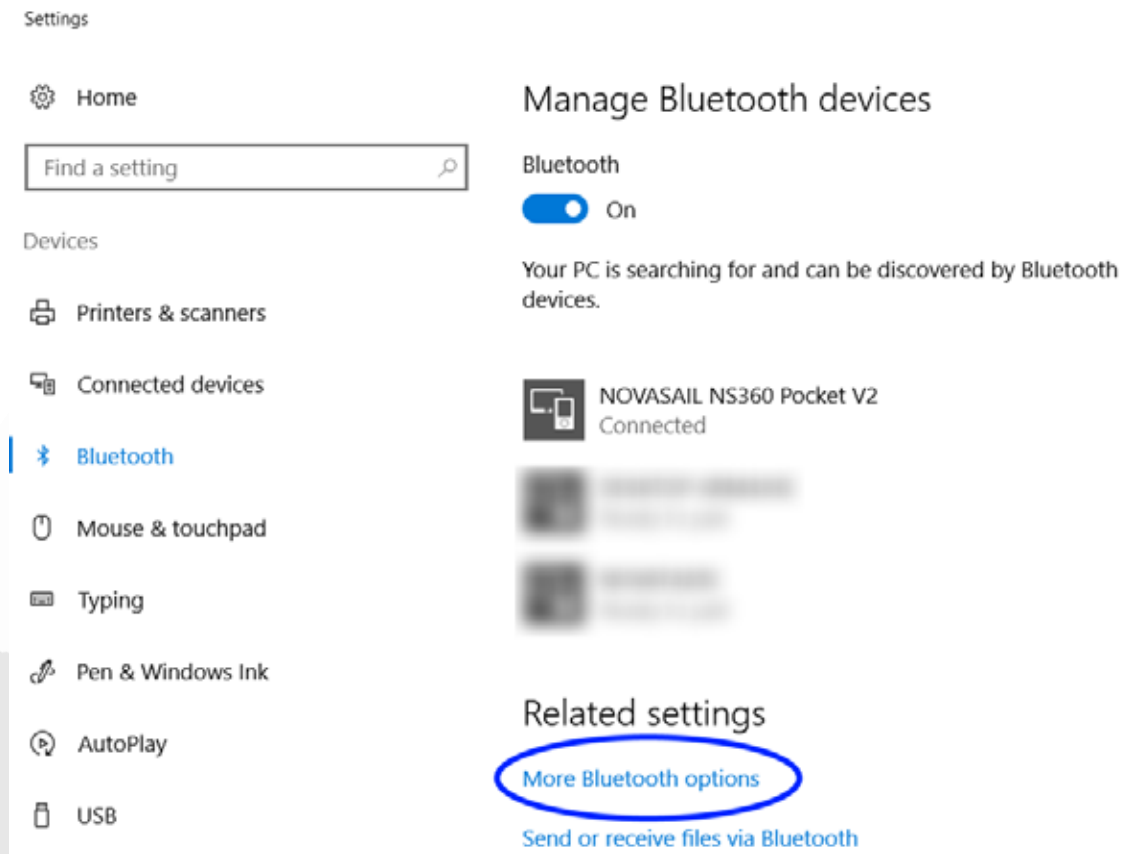 Settings
Home
Find a setting
Devices
Printers & scanners
Connected devices
Bluetooth
Mouse & touchpad
Typing
Pen & Windows Ink
AutoPlay
USB
Manage Bluetooth devices
Bluetooth
On
Your PC is searching for and can be discovered by Bluetooth
devices.
NOVASAIL NS360 Pocket V2
Connected
Related settings
More Bluetooth options
Send or receive files via Bluetooth